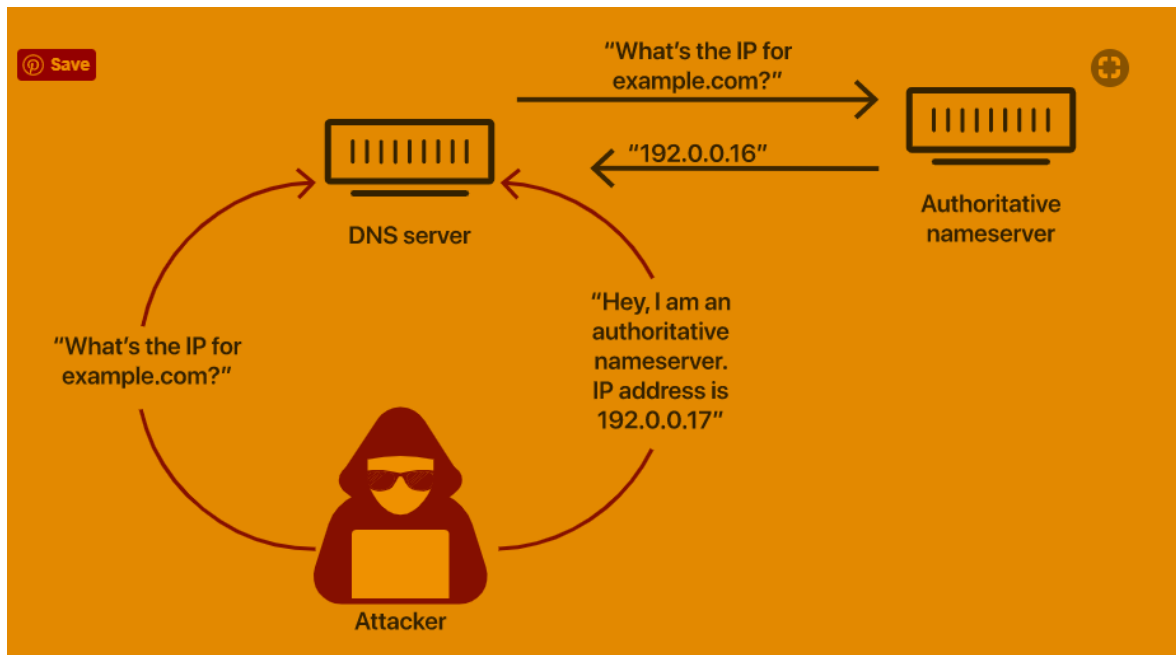 Save
“What’s the IP for
example.com?”
“192.0.0.16”
DNS server
Authoritative
nameserver
“What’s the IP for
example.com?”
“Hey, I am an
authoritative
nameserver.
IP address is
192.0.0.17”
Attacker